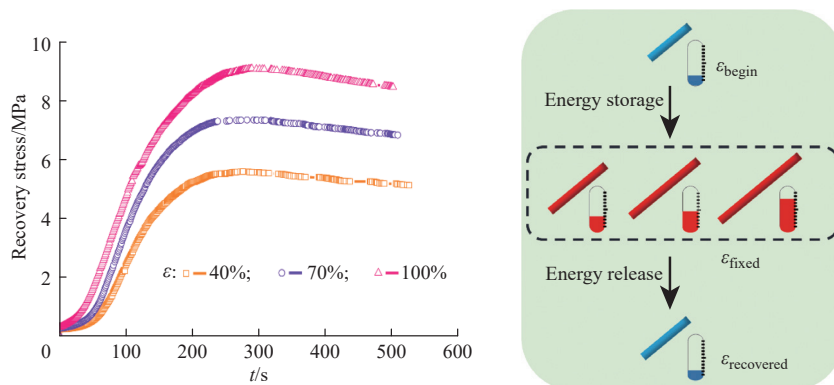 10
8
6
4
2
0
Recovery stress/MPa
ε: 40%; 70%; 100%
100 200 300 400 500 600
t/s
εbegin
Energy storage
εfixed
Energy release
εrecovered